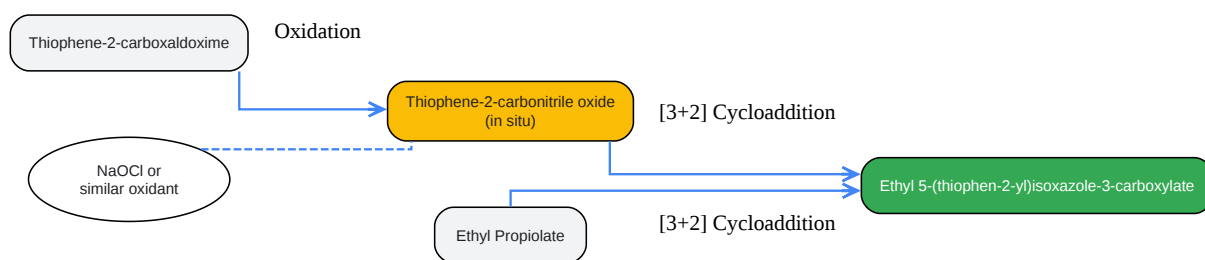 Oxidation
Thiophene-2-carboxaldoxime
Thiophene-2-carbonitrile oxide
(in situ)
[3+2] Cycloaddition
NaOCl or
similar oxidant
Ethyl 5-(thiophen-2-yl)isoxazole-3-carboxylate
Ethyl Propiolate
[3+2] Cycloaddition